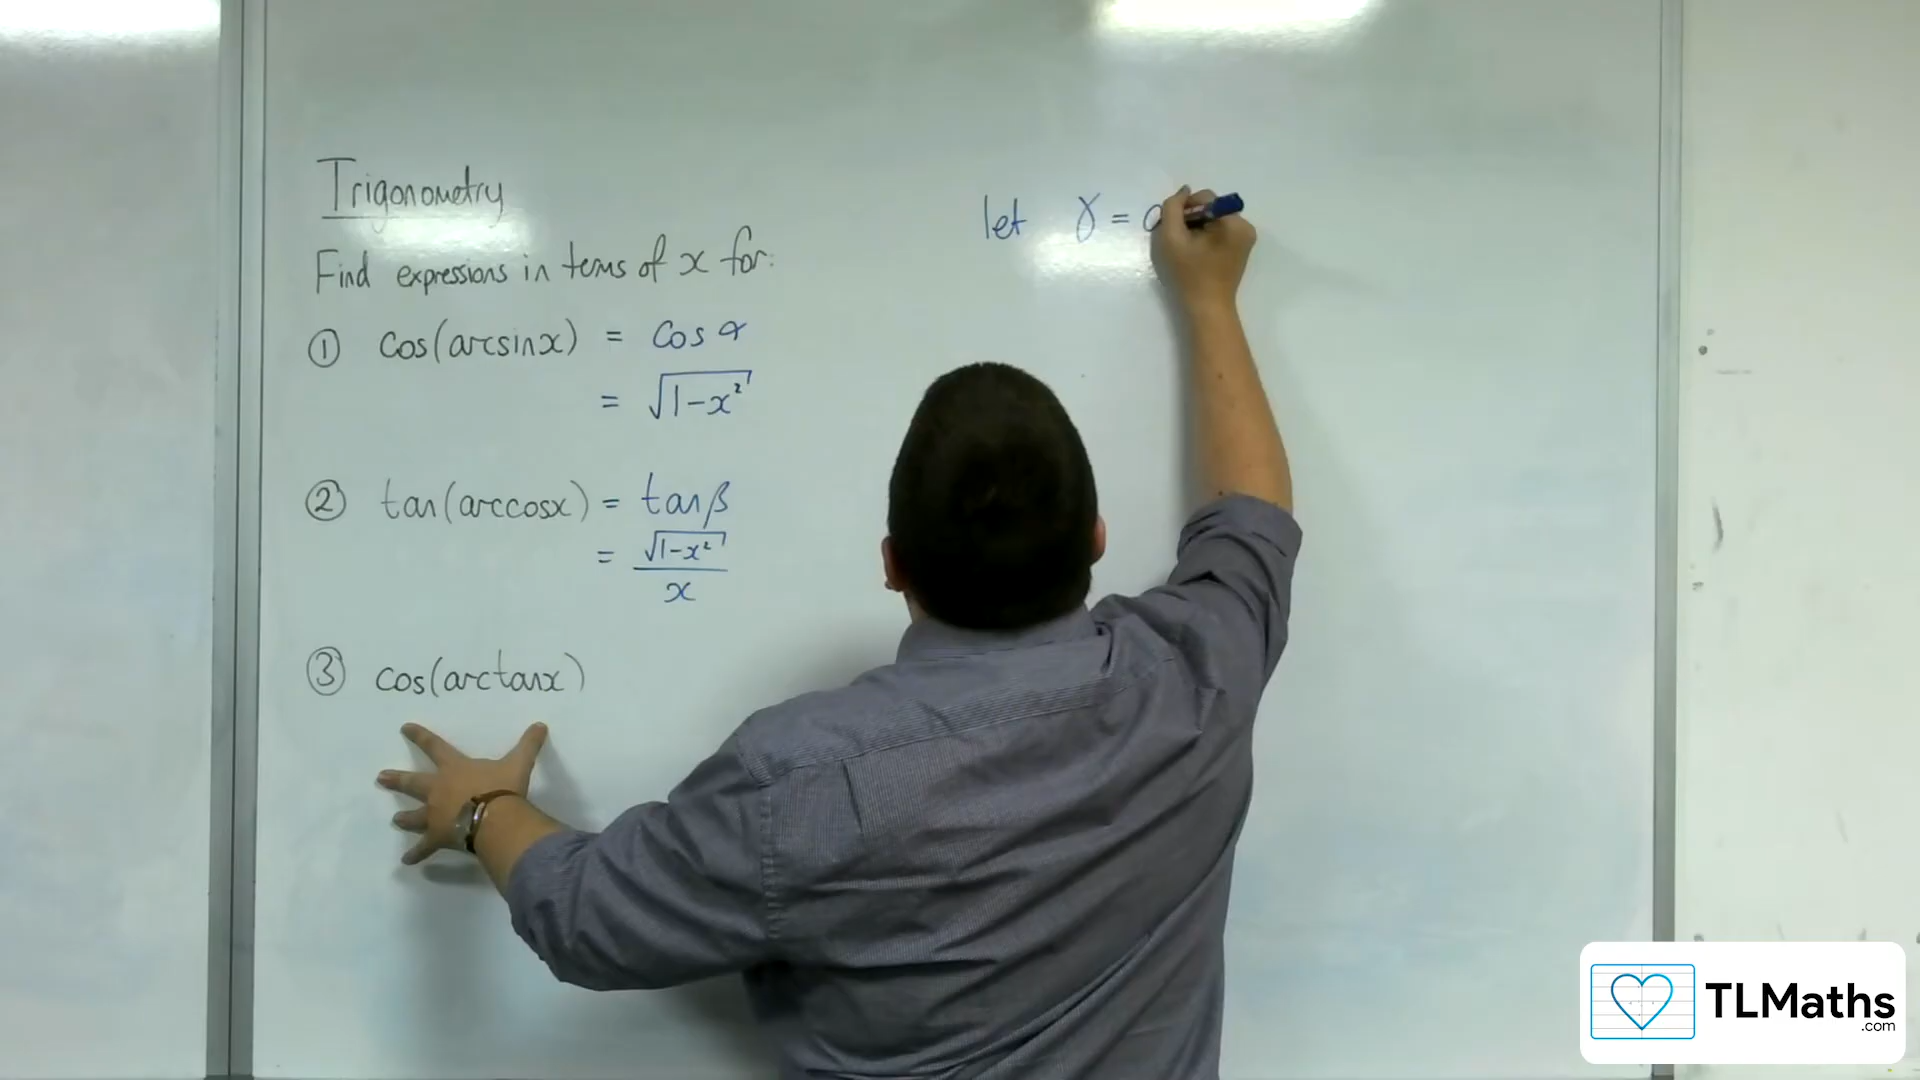 Trigonometry
Find expressions in terms of x for:
① cos(arcsinx) = cos α
= √(1-x²)
② tan(arccosx) = tan β
= √(1-x²)/x
③ cos(arctanx)
let γ = a
TLMaths
.com